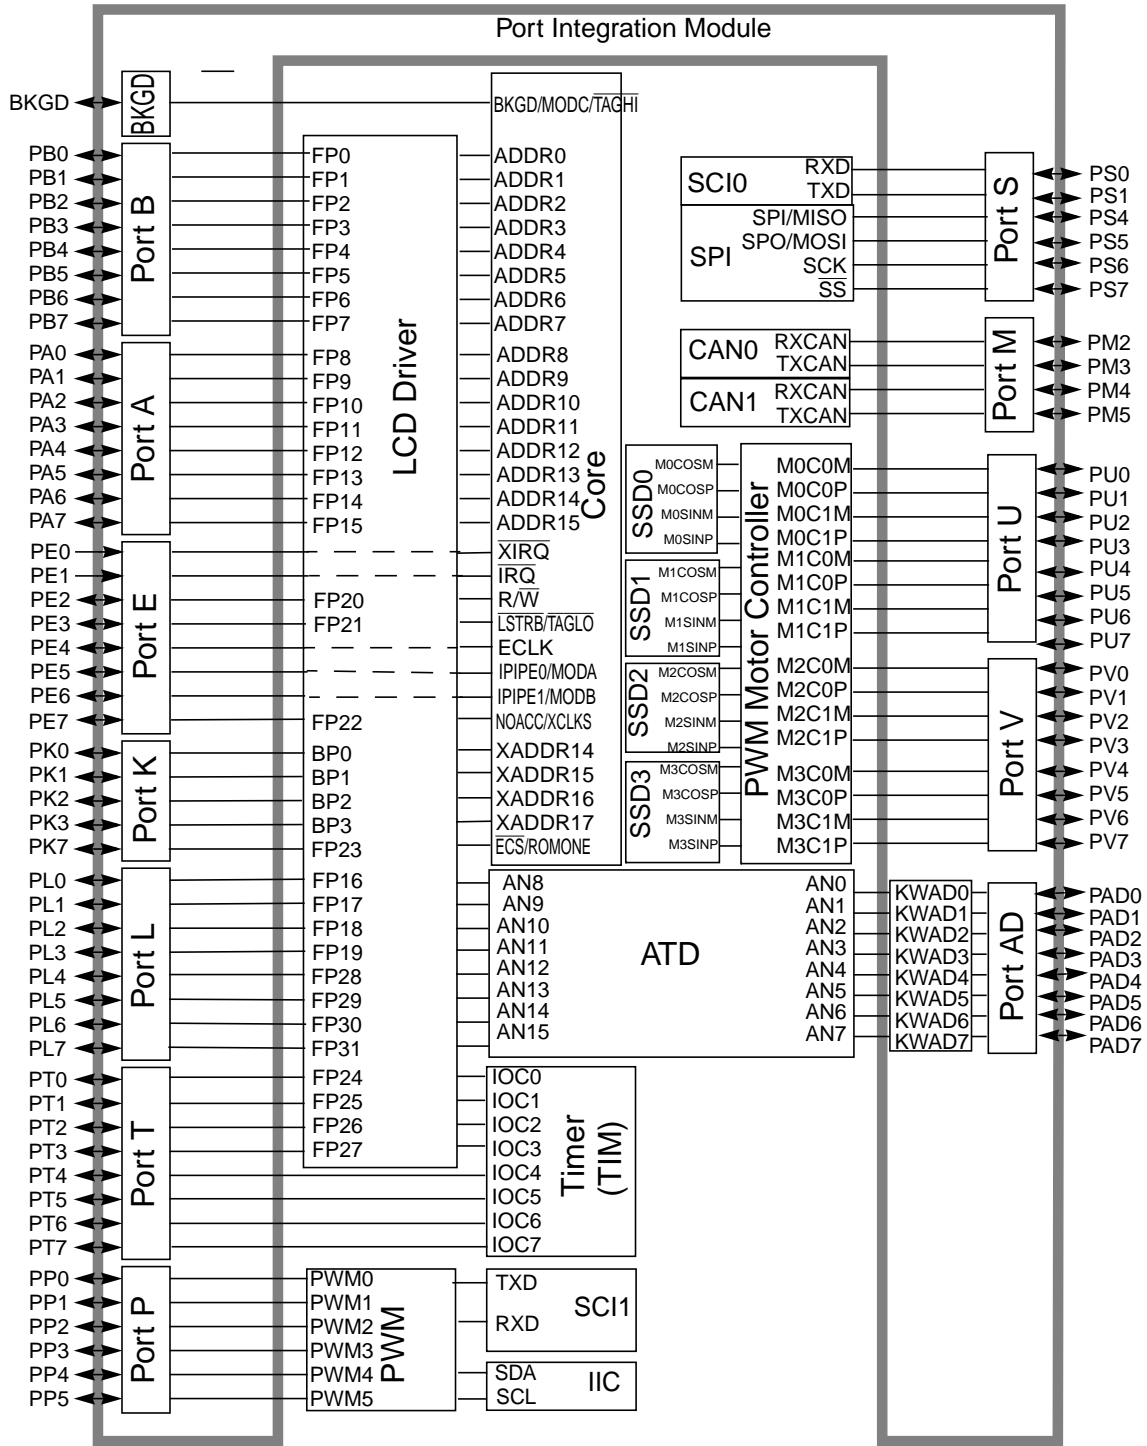 Port Integration Module
BKGD
BKGD
BKGD/MODC/TAGHI
PB0
PB1
PB2
PB3
PB4
PB5
PB6
PB7
Port B
FP0
FP1
FP2
FP3
FP4
FP5
FP6
FP7
ADDR0
ADDR1
ADDR2
ADDR3
ADDR4
ADDR5
ADDR6
ADDR7
PA0
PA1
PA2
PA3
PA4
PA5
PA6
PA7
Port A
FP8
FP9
FP10
FP11
FP12
FP13
FP14
FP15
LCD Driver
ADDR8
ADDR9
ADDR10
ADDR11
ADDR12
ADDR13
ADDR14
ADDR15
Core
PE0
PE1
PE2
PE3
PE4
PE5
PE6
PE7
Port E
FP20
FP21
FP22
XIRQ
IRQ
R/W
LSTRB/TAGLO
ECLK
IPIPE0/MODA
IPIPE1/MODB
NOACC/XCLKS
PK0
PK1
PK2
PK3
PK7
Port K
BP0
BP1
BP2
BP3
FP23
XADDR14
XADDR15
XADDR16
XADDR17
ECS/ROMONE
PL0
PL1
PL2
PL3
PL4
PL5
PL6
PL7
Port L
FP16
FP17
FP18
FP19
FP28
FP29
FP30
FP31
AN8
AN9
AN10
AN11
AN12
AN13
AN14
AN15
ATD
AN0
AN1
AN2
AN3
AN4
AN5
AN6
AN7
KWAD0
KWAD1
KWAD2
KWAD3
KWAD4
KWAD5
KWAD6
KWAD7
Port AD
PAD0
PAD1
PAD2
PAD3
PAD4
PAD5
PAD6
PAD7
PT0
PT1
PT2
PT3
PT4
PT5
PT6
PT7
Port T
FP24
FP25
FP26
FP27
IOC0
IOC1
IOC2
IOC3
IOC4
IOC5
IOC6
IOC7
Timer
(TIM)
PP0
PP1
PP2
PP3
PP4
PP5
Port P
PWM0
PWM1
PWM2
PWM3
PWM4
PWM5
PWM
TXD
RXD
SCI1
SDA
SCL
IIC
SCI0
RXD
TXD
SPI
SPI/MISO
SPO/MOSI
SCK
SS
Port S
PS0
PS1
PS4
PS5
PS6
PS7
CAN0
RXCAN
TXCAN
CAN1
RXCAN
TXCAN
Port M
PM2
PM3
PM4
PM5
SSD0
M0COSM
M0COSP
M0SINM
M0SINP
SSD1
M1COSM
M1COSP
M1SINM
M1SINP
SSD2
M2COSM
M2COSP
M2SINM
M2SINP
SSD3
M3COSM
M3COSP
M3SINM
M3SINP
PWM Motor Controller
M0C0M
M0C0P
M0C1M
M0C1P
M1C0M
M1C0P
M1C1M
M1C1P
M2C0M
M2C0P
M2C1M
M2C1P
M3C0M
M3C0P
M3C1M
M3C1P
Port U
PU0
PU1
PU2
PU3
PU4
PU5
PU6
PU7
Port V
PV0
PV1
PV2
PV3
PV4
PV5
PV6
PV7